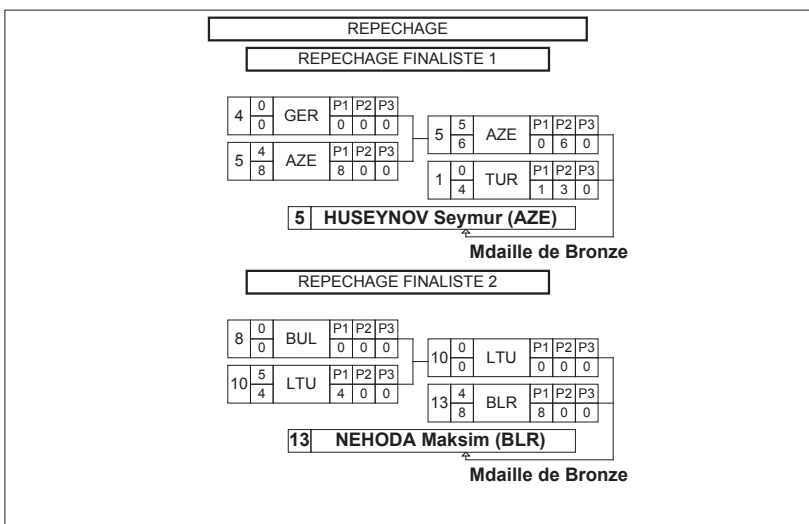 REPECHAGE
REPECHAGE FINALISTE 1
4 0 GER P1 P2 P3
0 0 0 0
5 4 AZE P1 P2 P3
8 8 0 0
5 5 AZE P1 P2 P3
6 0 6 0
1 0 TUR P1 P2 P3
4 1 3 0
5 HUSEYNOV Seymur (AZE)
Mdaille de Bronze
REPECHAGE FINALISTE 2
8 0 BUL P1 P2 P3
0 0 0 0
10 5 LTU P1 P2 P3
4 4 0 0
10 0 LTU P1 P2 P3
0 0 0 0
13 4 BLR P1 P2 P3
8 8 0 0
13 NEHODA Maksim (BLR)
Mdaille de Bronze